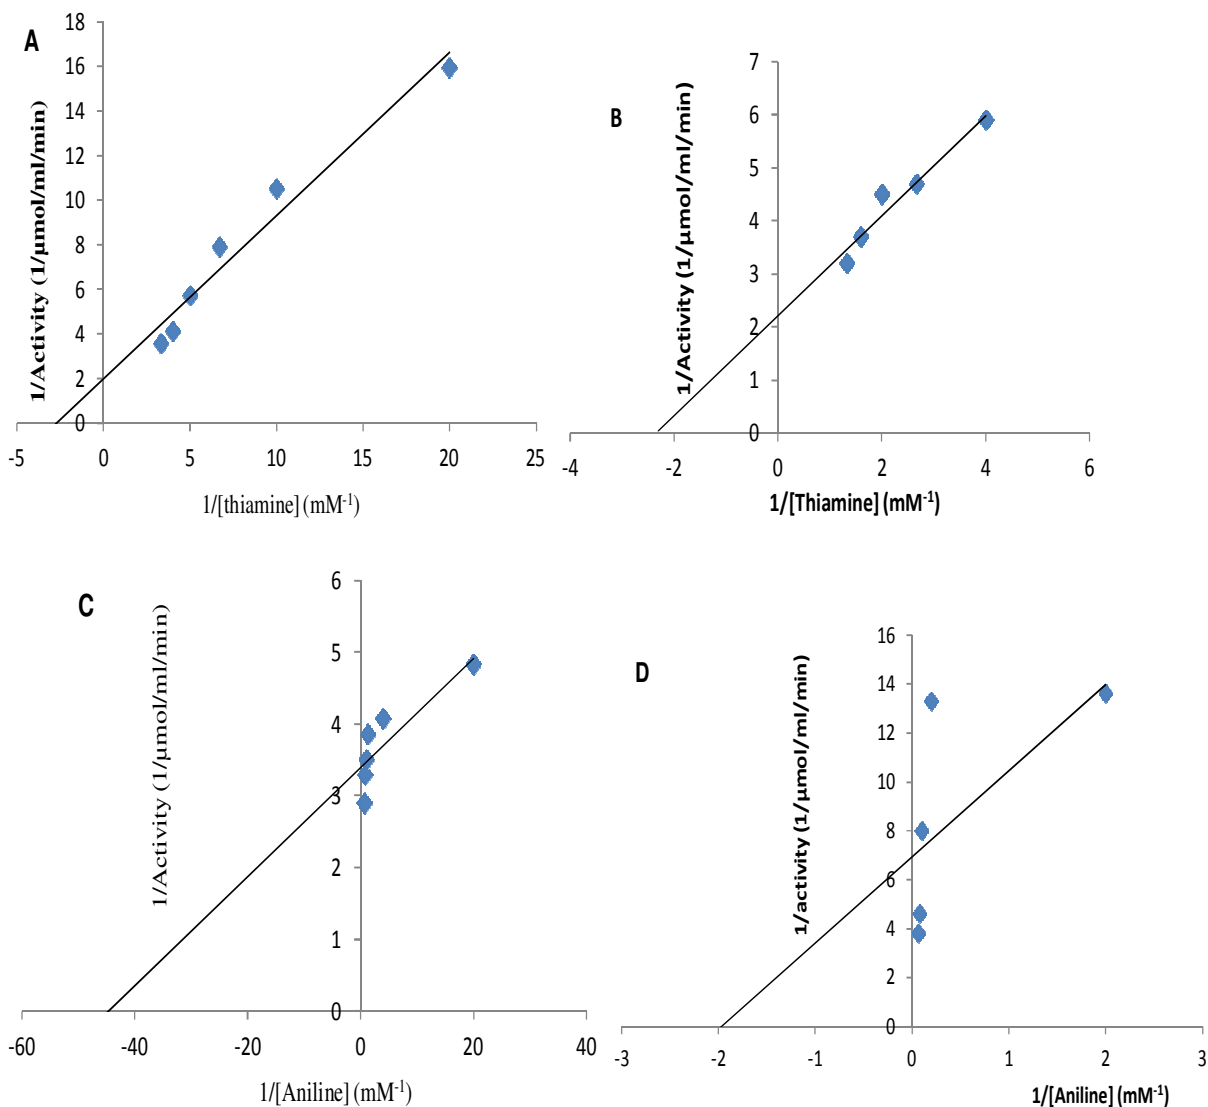 A
1/Activity (1/µmol/ml/min)
18
16
14
12
10
8
6
4
2
0
-5 0 5 10 15 20 25
1/[thiamine] (mM-1)
B
1/Activity (1/µmol/ml/min)
7
6
5
4
3
2
1
0
-4 -2 0 2 4 6
1/[Thiamine] (mM-1)
C
1/Activity (1/µmol/ml/min)
6
5
4
3
2
1
0
-60 -40 -20 0 20 40
1/[Aniline] (mM-1)
D
1/activity (1/µmol/ml/min)
16
14
12
10
8
6
4
2
0
-3 -2 -1 0 1 2 3
1/[Aniline] (mM-1)